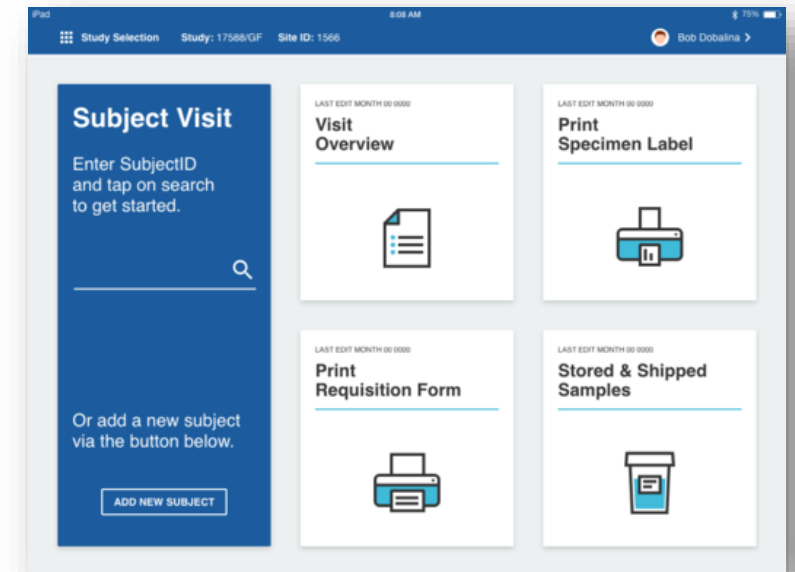 iPad 8:08 AM 75%
Study Selection Study: 17588/GF Site ID: 1566 Bob Dobalina
Subject Visit
Enter SubjectID
and tap on search
to get started.
Or add a new subject
via the button below.
ADD NEW SUBJECT
LAST EDIT MONTH 00 0000
Visit
Overview
LAST EDIT MONTH 00 0000
Print
Specimen Label
LAST EDIT MONTH 00 0000
Print
Requisition Form
LAST EDIT MONTH 00 0000
Stored & Shipped
Samples